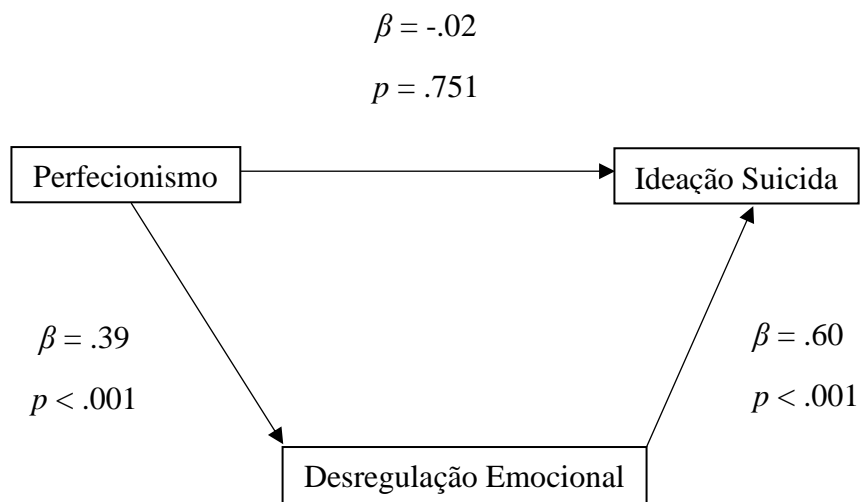 β = -.02
p = .751
Perfecionismo
Ideação Suicida
β = .39
p < .001
β = .60
p < .001
Desregulação Emocional